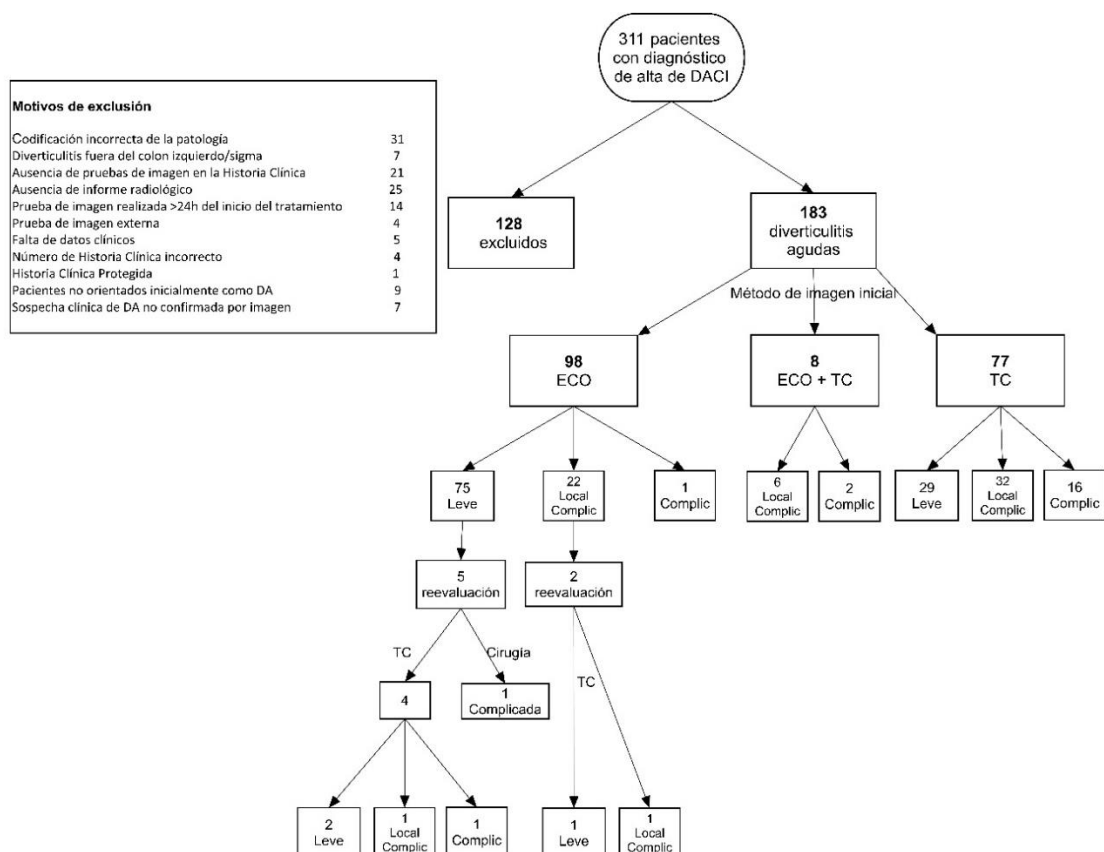 311 pacientes
con diagnóstico
de alta de DACI
Motivos de exclusión
Codificación incorrecta de la patología 31
Diverticulitis fuera del colon izquierdo/sigma 7
Ausencia de pruebas de imagen en la Historia Clínica 21
Ausencia de informe radiológico 25
Prueba de imagen realizada >24h del inicio del tratamiento 14
Prueba de imagen externa 4
Falta de datos clínicos 5
Número de Historia Clínica incorrecto 4
Historía Clínica Protegida 1
Pacientes no orientados inicialmente como DA 9
Sospecha clínica de DA no confirmada por imagen 7
128
excluidos
183
diverticulitis
agudas
Método de imagen inicial
98
ECO
8
ECO + TC
77
TC
75
Leve
22
Local
Complic
1
Complic
6
Local
Complic
2
Complic
29
Leve
32
Local
Complic
16
Complic
5
reevaluación
2
reevaluación
TC
Cirugía
TC
4
1
Complicada
2
Leve
1
Local
Complic
1
Complic
1
Leve
1
Local
Complic